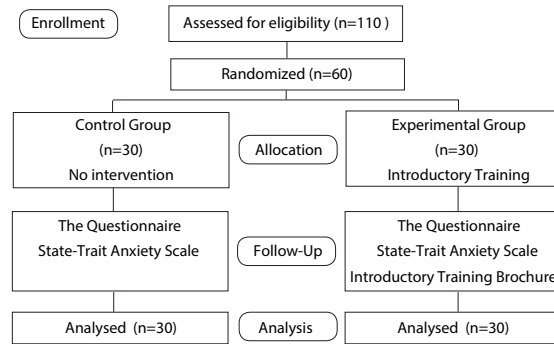 Enrollment
Assessed for eligibility (n=110 )
Randomized (n=60)
Control Group
(n=30)
No intervention
Allocation
Experimental Group
(n=30)
Introductory Training
The Questionnaire
State-Trait Anxiety Scale
Follow-Up
The Questionnaire
State-Trait Anxiety Scale
Introductory Training Brochure
Analysed (n=30)
Analysis
Analysed (n=30)